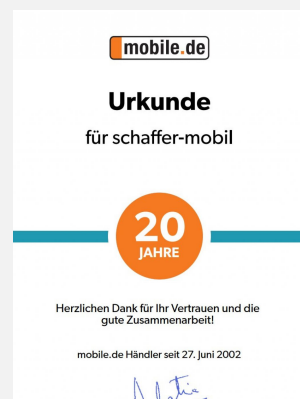 mobile.de
Urkunde
für schaffer-mobil
20
JAHRE
Herzlichen Dank für Ihr Vertrauen und die
gute Zusammenarbeit!
mobile.de Händler seit 27. Juni 2002